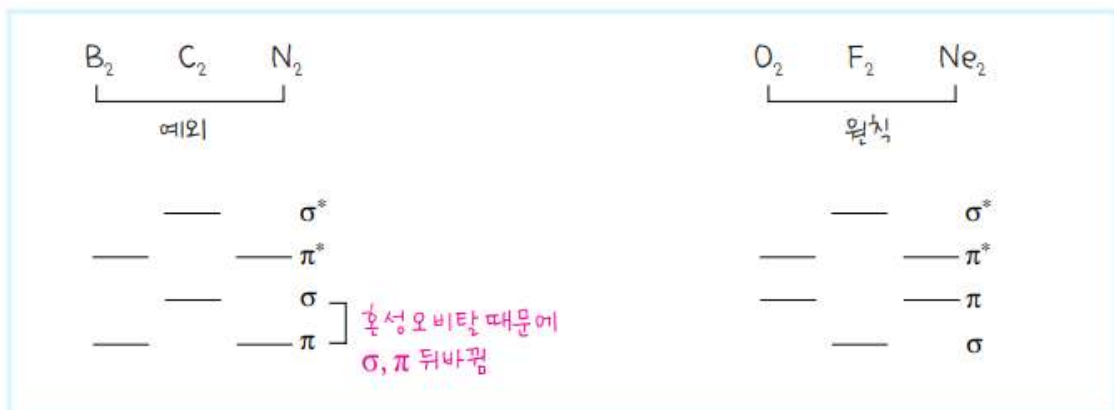 B₂ C₂ N₂
예외
σ*
π*
σ
π
혼성오비탈 때문에
σ, π 뒤바뀜
O₂ F₂ Ne₂
원칙
σ*
π*
π
σ